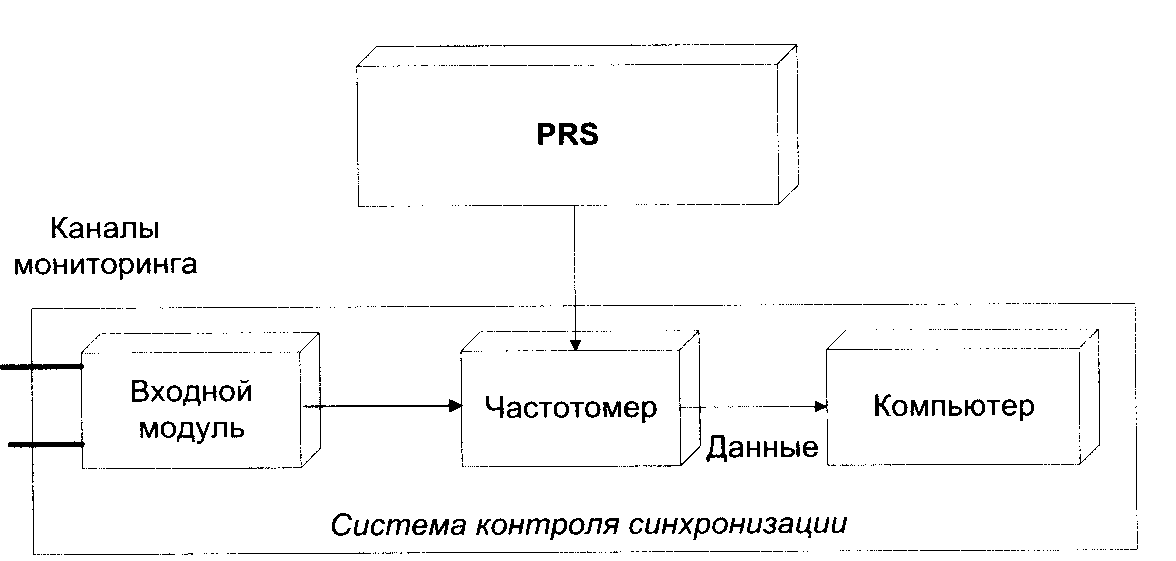 PRS
Каналы
мониторинга
Входной
модуль
Частотомер
Данные
Компьютер
Система контроля синхронизации